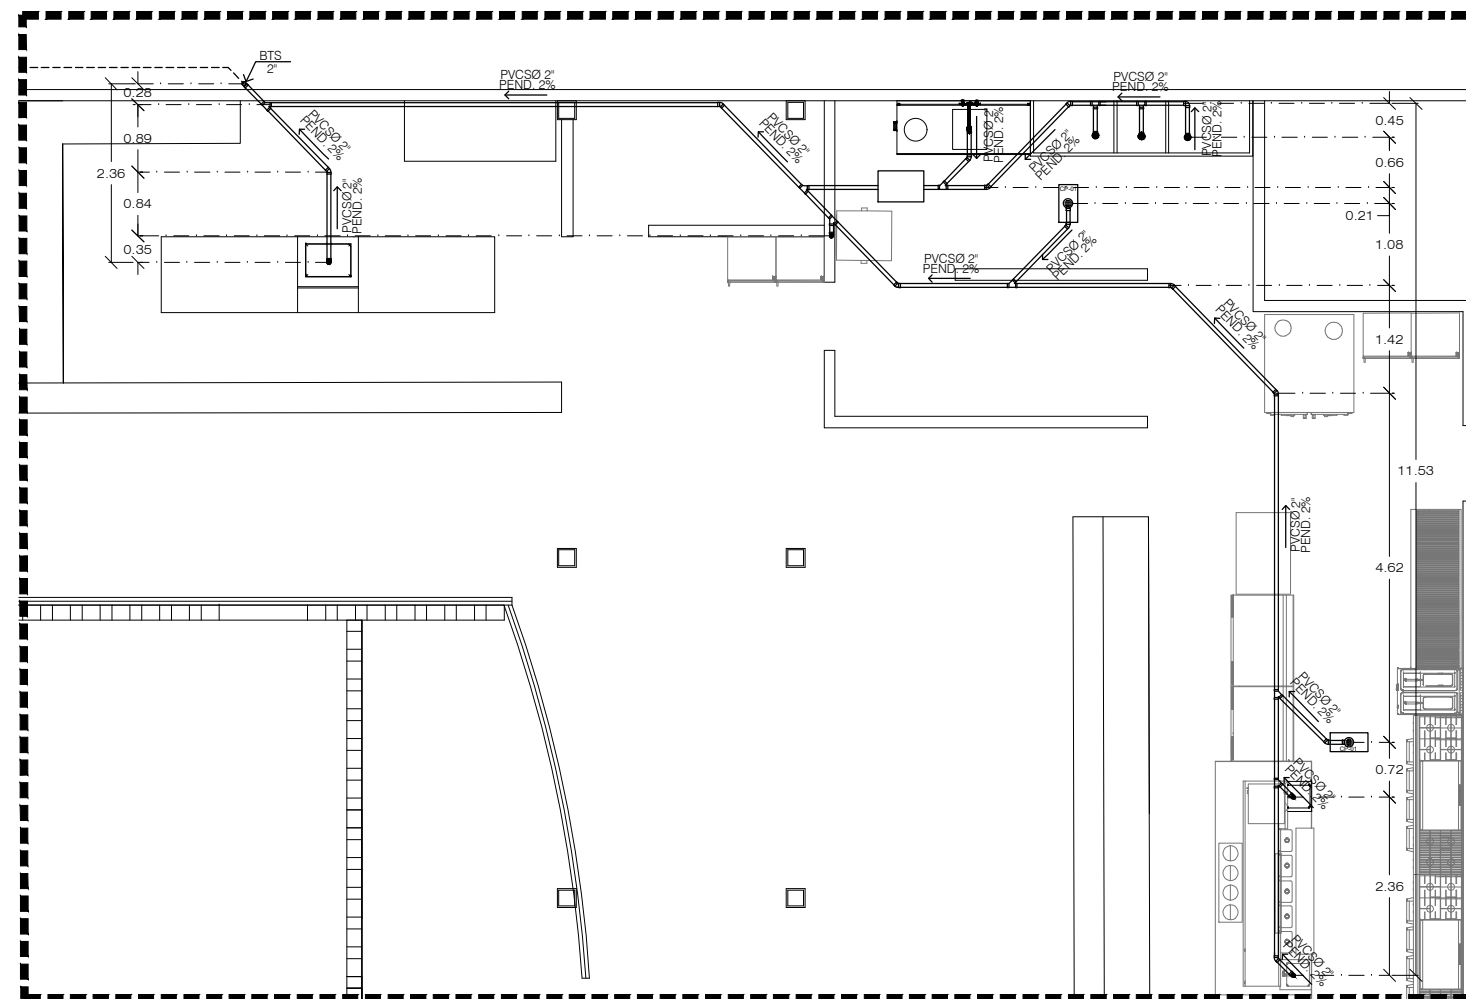 BTS
2"
PVCSØ 2"
PEND. 2%
PVCSØ 2"
PEND. 2%
0.28
0.89
2.36
0.84
0.35
PVCSØ 2"
PEND. 2%
PVCSØ 2"
PEND. 2%
PVCSØ 2"
PEND. 2%
PVCSØ 2"
PEND. 2%
PVCSØ 2"
PEND. 2%
PVCSØ 2"
PEND. 2%
0.45
0.66
0.21
1.08
PVCSØ 2"
PEND. 2%
PVCSØ 2"
PEND. 2%
PVCSØ 2"
PEND. 2%
1.42
11.53
PVCSØ 2"
PEND. 2%
4.62
PVCSØ 2"
PEND. 2%
0.72
PVCSØ 2"
PEND. 2%
2.36
PVCSØ 2"
PEND. 2%